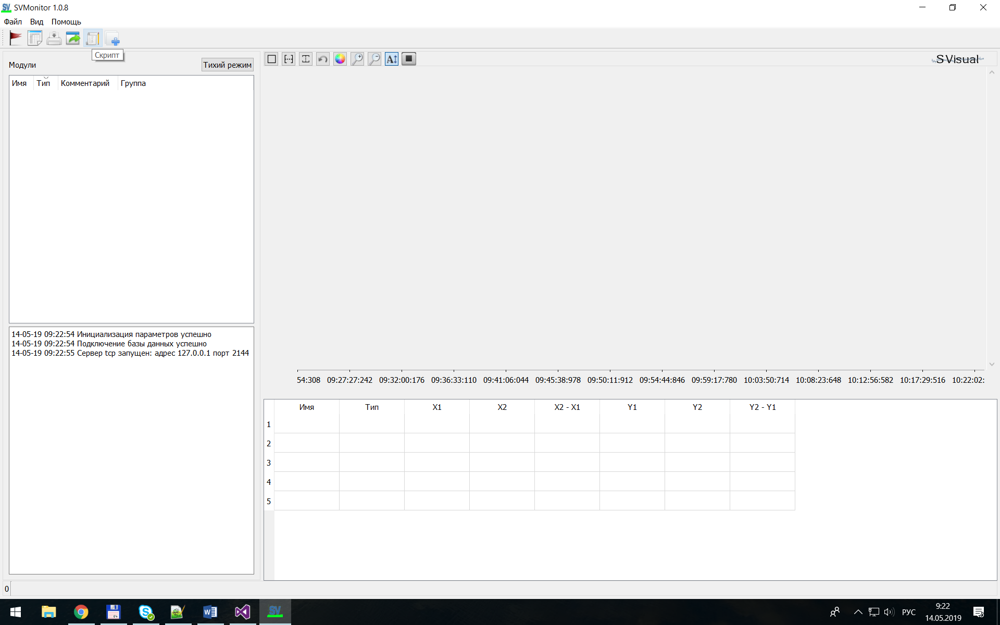 SVMonitor 1.0.8
Файл Вид Помощь
Скрипт
Модули
Тихий режим
Имя Тип Комментарий Группа
14-05-19 09:22:54 Инициализация параметров успешно
14-05-19 09:22:54 Подключение базы данных успешно
14-05-19 09:22:55 Сервер tcp запущен: адрес 127.0.0.1 порт 2144
SVisual
54:308 09:27:27:242 09:32:00:176 09:36:33:110 09:41:06:044 09:45:38:978 09:50:11:912 09:54:44:846 09:59:17:780 10:03:50:714 10:08:23:648 10:12:56:582 10:17:29:516 10:22:02:
Имя Тип X1 X2 X2 - X1 Y1 Y2 Y2 - Y1
1
2
3
4
5
0
РУС
9:22
14.05.2019